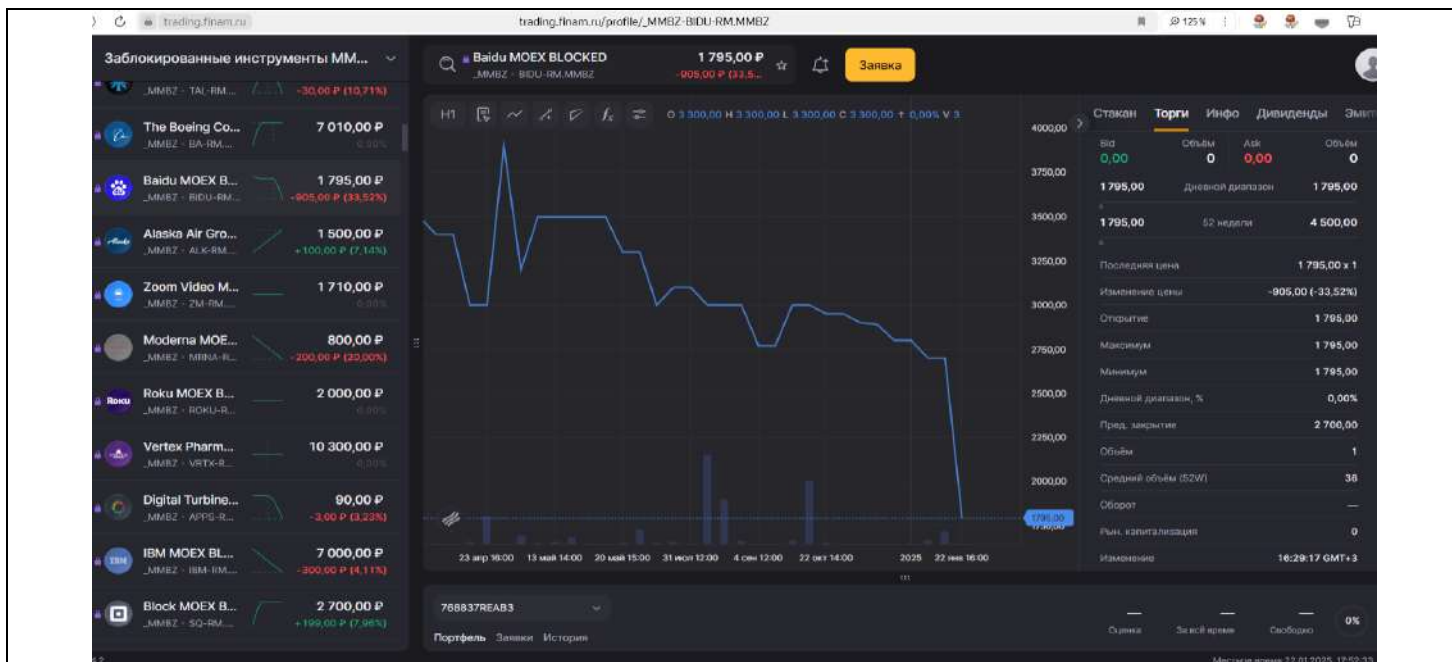 trading.finam.ru
trading.finam.ru/profile/_MMBZ-BIDU-RM.MMBZ
125 %
Заблокированные инструменты ММ...
_MMBZ · TAL-RM....
-30,00 ₽ (10,71%)
The Boeing Co...
7 010,00 ₽
_MMBZ · BA-RM....
0,00%
Baidu MOEX B...
1 795,00 ₽
_MMBZ · BIDU-RM...
-905,00 ₽ (33,52%)
Alaska Air Gro...
1 500,00 ₽
_MMBZ · ALK-RM....
+100,00 ₽ (7,14%)
Zoom Video M...
1 710,00 ₽
_MMBZ · ZM-RM....
0,00%
Moderna MOE...
800,00 ₽
_MMBZ · MRNA-R...
-200,00 ₽ (20,00%)
Roku MOEX B...
2 000,00 ₽
_MMBZ · ROKU-R...
0,00%
Vertex Pharm...
10 300,00 ₽
_MMBZ · VRTX-R...
0,00%
Digital Turbine...
90,00 ₽
_MMBZ · APPS-R...
-3,00 ₽ (3,23%)
IBM MOEX BL...
7 000,00 ₽
_MMBZ · IBM-RM....
-300,00 ₽ (4,11%)
Block MOEX B...
2 700,00 ₽
_MMBZ · SQ-RM....
+199,00 ₽ (7,96%)
Baidu MOEX BLOCKED
1 795,00 ₽
_MMBZ · BIDU-RM.MMBZ
-905,00 ₽ (33,5...
Заявка
H1
O 3 300,00 H 3 300,00 L 3 300,00 C 3 300,00 + 0,00% V 3
4000,00
3750,00
3500,00
3250,00
3000,00
2750,00
2500,00
2250,00
2000,00
1795,00
1750,00
23 апр 16:00 13 май 14:00 20 май 15:00 31 июл 12:00 4 сен 12:00 22 окт 14:00 2025 22 янв 16:00
768837REAB3
Портфель Заявки История
Оценка За всё время Свободно
0%
Стакан Торги Инфо Дивиденды Эмит
Bid Объём Ask Объём
0,00 0 0,00 0
1 795,00 Дневной диапазон 1 795,00
1 795,00 52 недели 4 500,00
Последняя цена 1 795,00 x 1
Изменение цены -905,00 (-33,52%)
Открытие 1 795,00
Максимум 1 795,00
Минимум 1 795,00
Дневной диапазон, % 0,00%
Пред. закрытие 2 700,00
Объём 1
Средний объём (52W) 36
Оборот —
Рын. капитализация 0
Изменение 16:29:17 GMT+3
Местное время 22.01.2025, 17:52:33